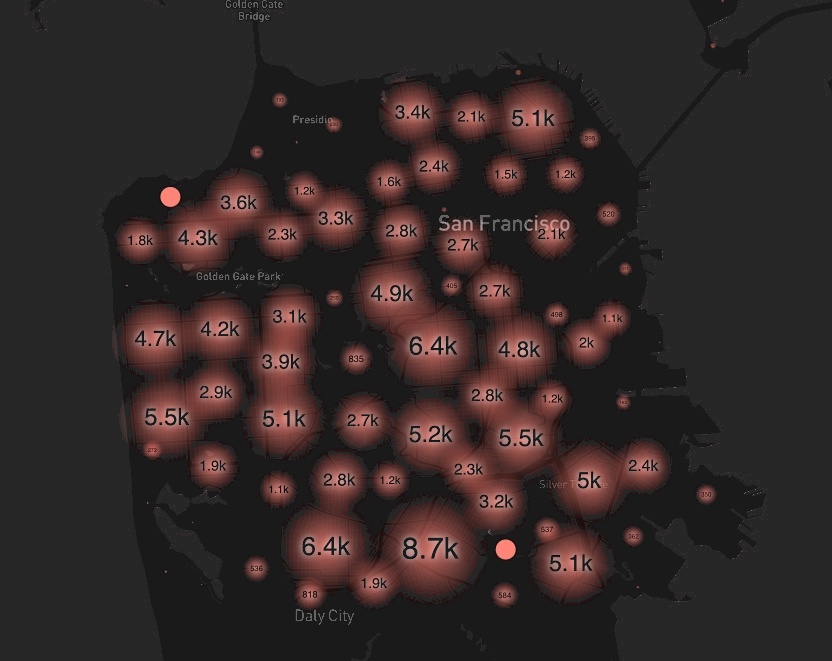 Golden Gate
Bridge
Presidio
3.4k
2.1k
5.1k
2.4k
1.6k
1.5k
1.2k
3.6k
1.2k
3.3k
520
San Francisco
1.8k
4.3k
2.3k
2.8k
2.7k
2.1k
Golden Gate Park
4.9k
405
2.7k
4.7k
4.2k
3.1k
498
1.1k
3.9k
835
6.4k
4.8k
2k
2.9k
2.8k
1.2k
5.5k
5.1k
2.7k
5.2k
5.5k
273
1.9k
2.3k
2.4k
1.1k
2.8k
1.2k
Silver
5k
350
3.2k
537
362
6.4k
8.7k
5.1k
536
1.9k
818
584
Daly City